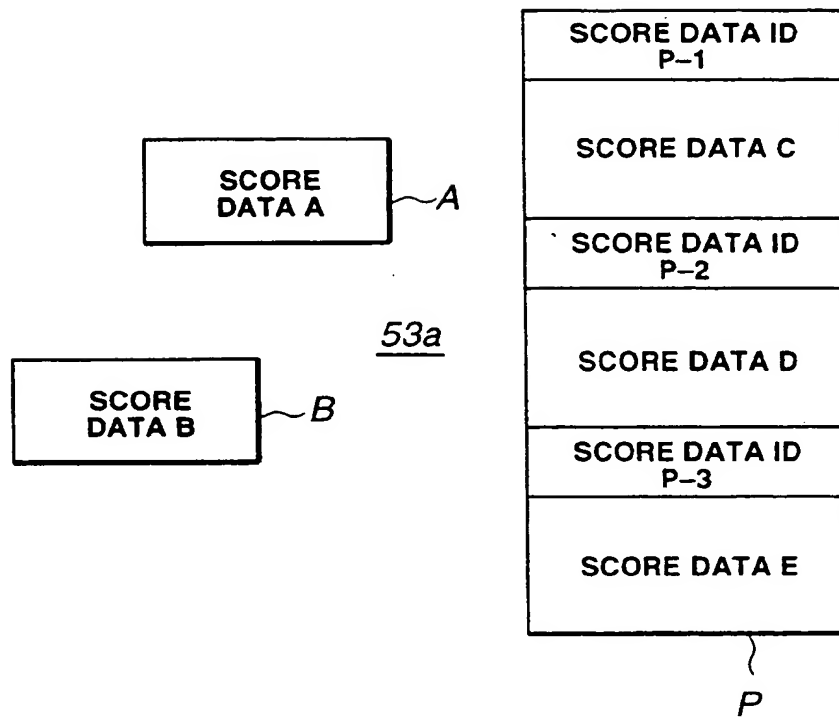 SCORE DATA ID
P-1
SCORE DATA C
SCORE
DATA A
A
SCORE DATA ID
P-2
53a
SCORE DATA D
SCORE
DATA B
B
SCORE DATA ID
P-3
SCORE DATA E
P